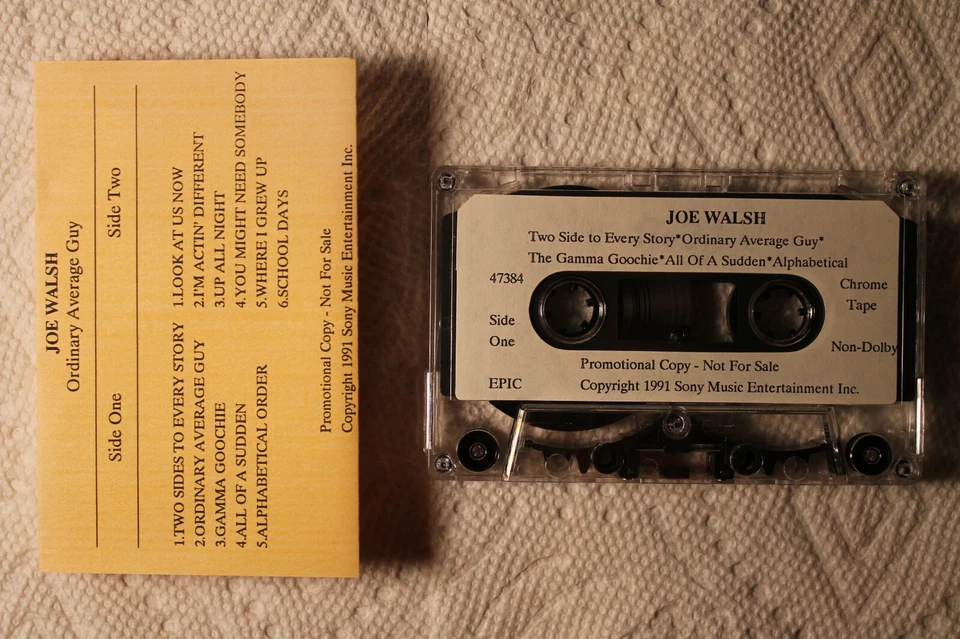 JOE WALSH
Ordinary Average Guy
Side One
Side Two
1.TWO SIDES TO EVERY STORY
2.ORDINARY AVERAGE GUY
3.GAMMA GOOCHIE
4.ALL OF A SUDDEN
5.ALPHABETICAL ORDER
1.LOOK AT US NOW
2.I'M ACTIN' DIFFERENT
3.UP ALL NIGHT
4.YOU MIGHT NEED SOMEBODY
5.WHERE I GREW UP
6.SCHOOL DAYS
Promotional Copy - Not For Sale
Copyright 1991 Sony Music Entertainment Inc.
JOE WALSH
Two Side to Every Story*Ordinary Average Guy*
The Gamma Goochie*All Of A Sudden*Alphabetical
47384
Chrome
Tape
Side
One
Non-Dolby
Promotional Copy - Not For Sale
EPIC
Copyright 1991 Sony Music Entertainment Inc.